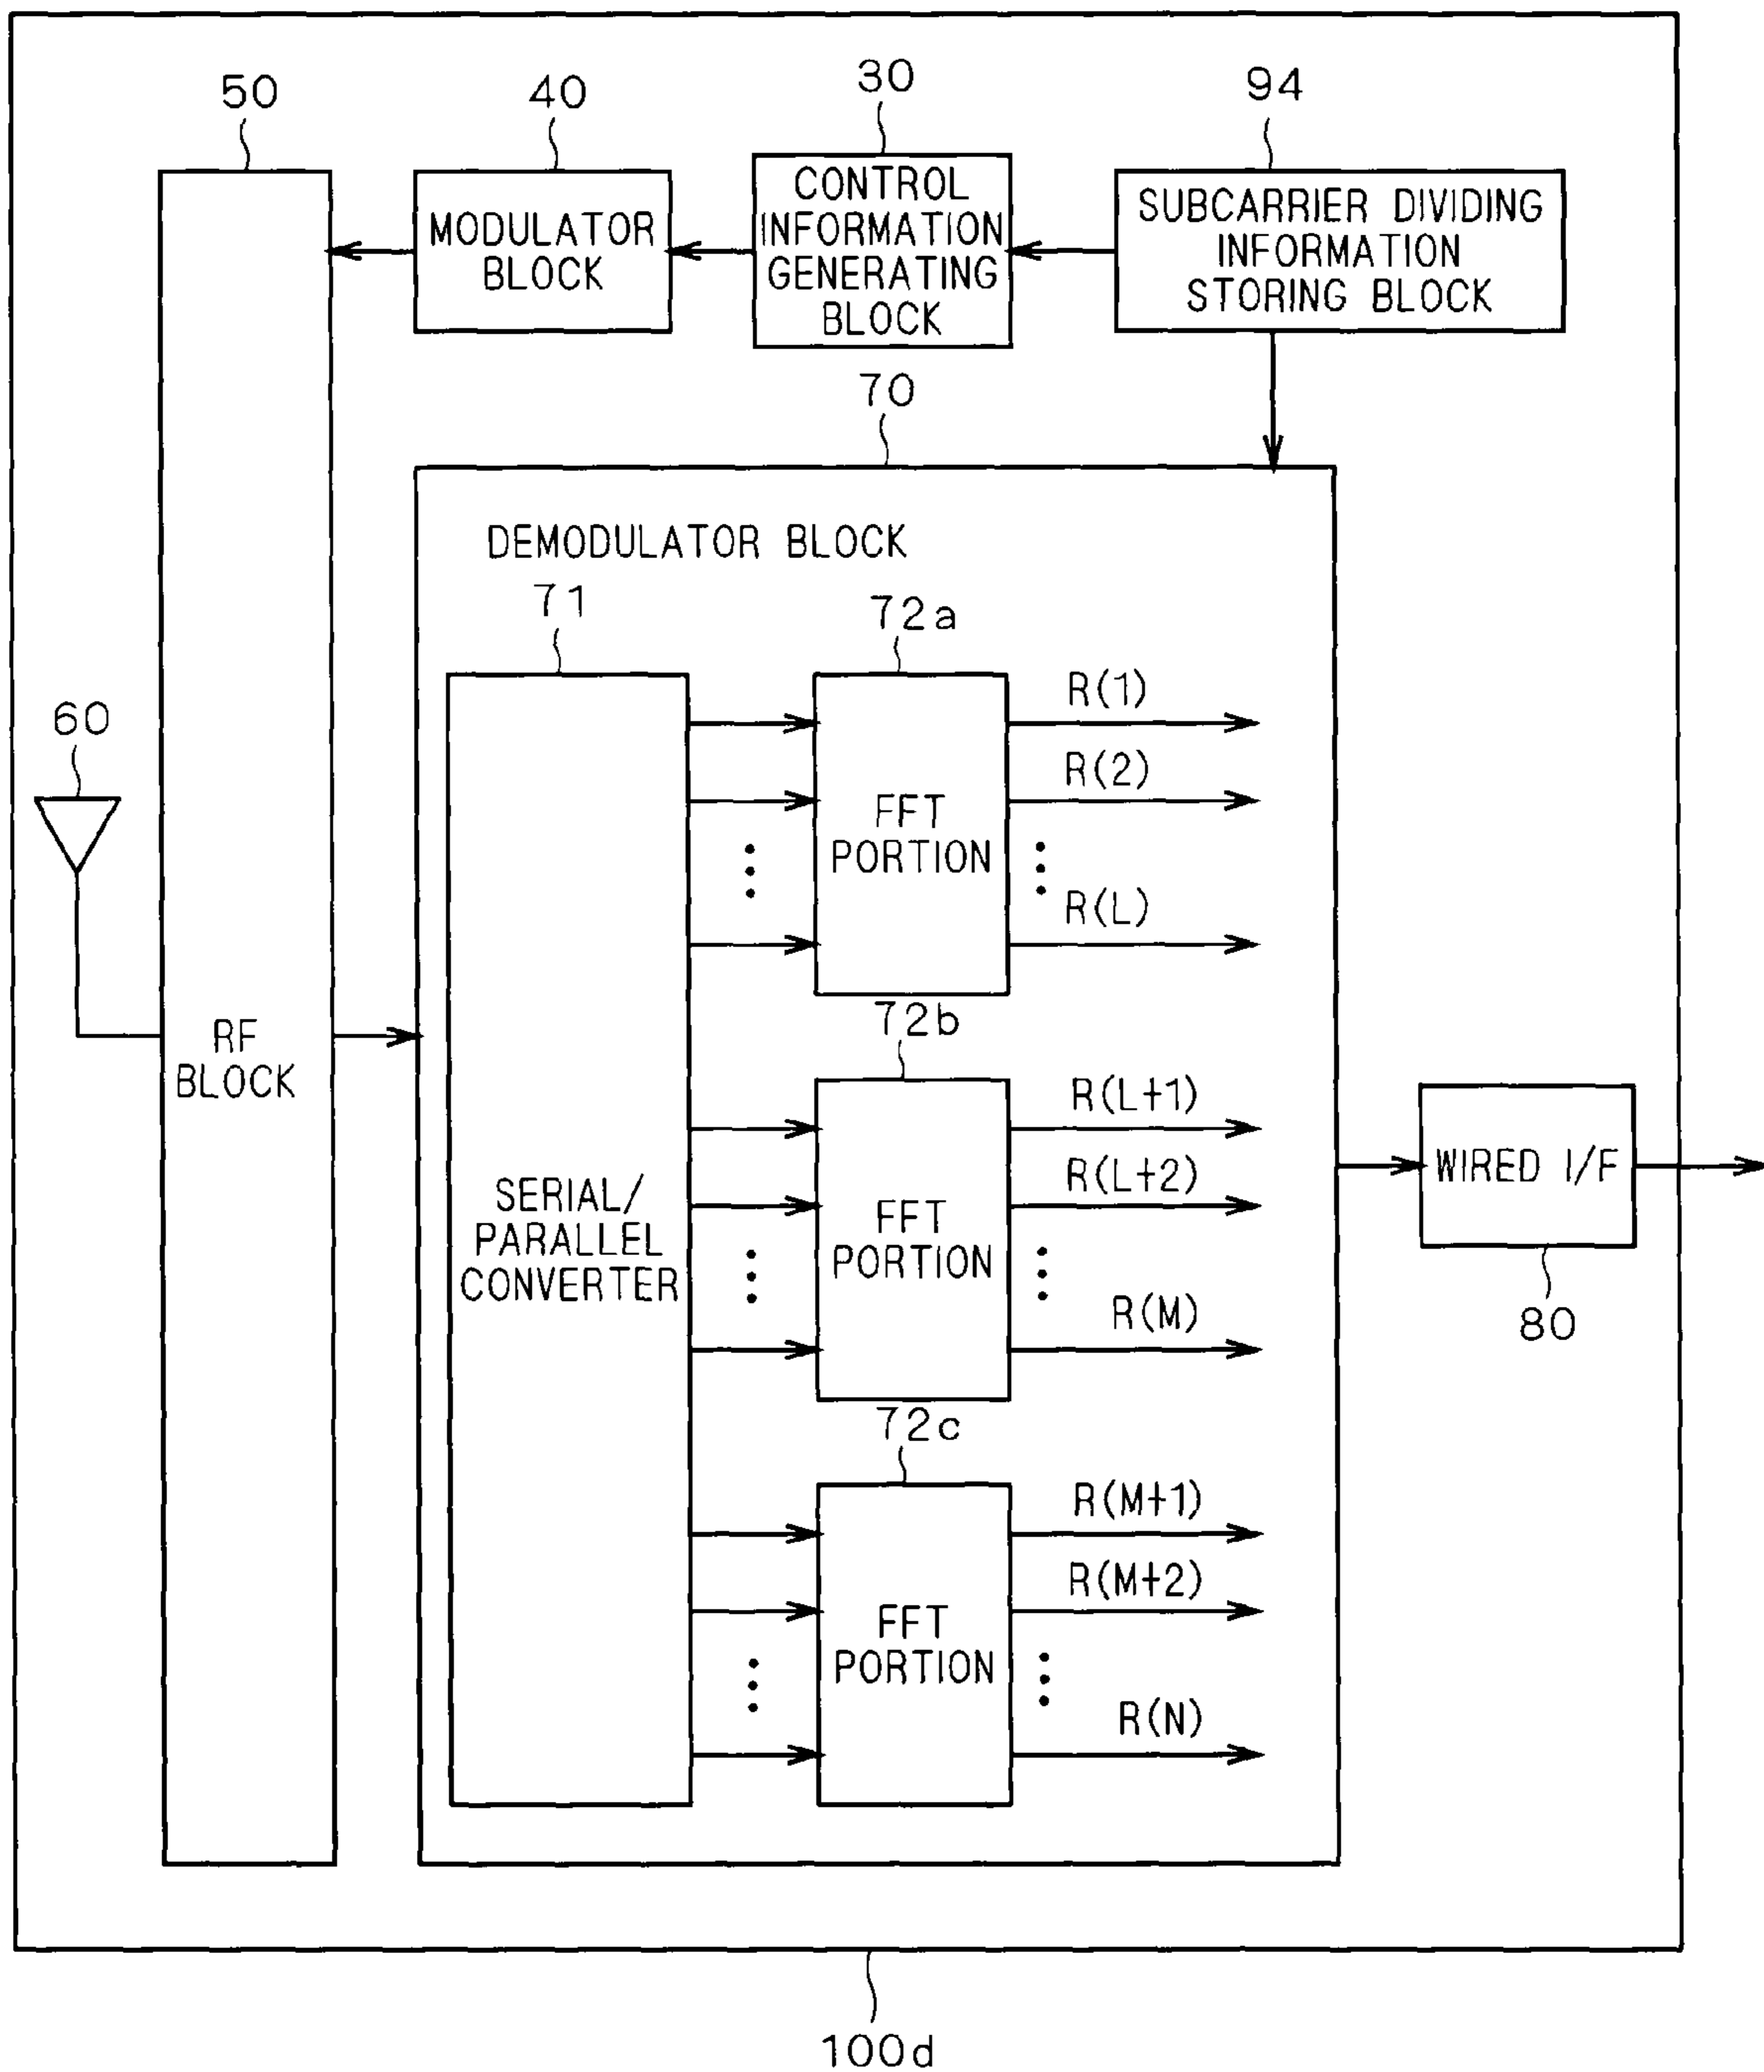 50
40
30
94
MODULATOR
BLOCK
CONTROL
INFORMATION
GENERATING
BLOCK
SUBCARRIER DIVIDING
INFORMATION
STORING BLOCK
70
DEMODULATOR BLOCK
71
72a
R(1)
R(2)
FFT
PORTION
R(L)
60
RF
BLOCK
72b
R(L+1)
R(L+2)
FFT
PORTION
R(M)
SERIAL/
PARALLEL
CONVERTER
WIRED I/F
80
72c
R(M+1)
R(M+2)
FFT
PORTION
R(N)
100d